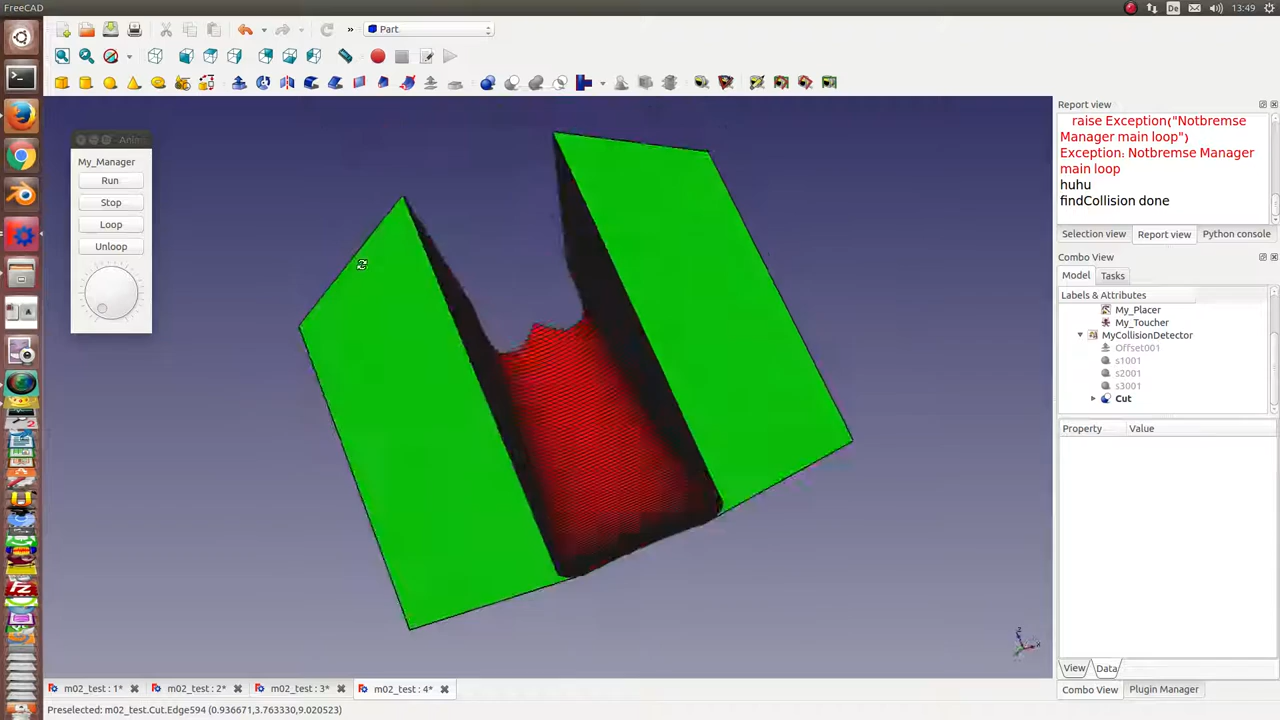 FreeCAD
De
13:49
»
Part
Anim
My_Manager
Run
Stop
Loop
Unloop
Report view
raise Exception("Notbremse
Manager main loop")
Exception: Notbremse Manager
main loop
huhu
findCollision done
Selection view
Report view
Python console
Combo View
Model
Tasks
Labels & Attributes
My_Placer
My_Toucher
MyCollisionDetector
Offset001
s1001
s2001
s3001
Cut
Property
Value
View
Data
m02_test : 1*
m02_test : 2*
m02_test : 3*
m02_test : 4*
Combo View
Plugin Manager
Preselected: m02_test.Cut.Edge594 (0.936671,3.763330,9.020523)